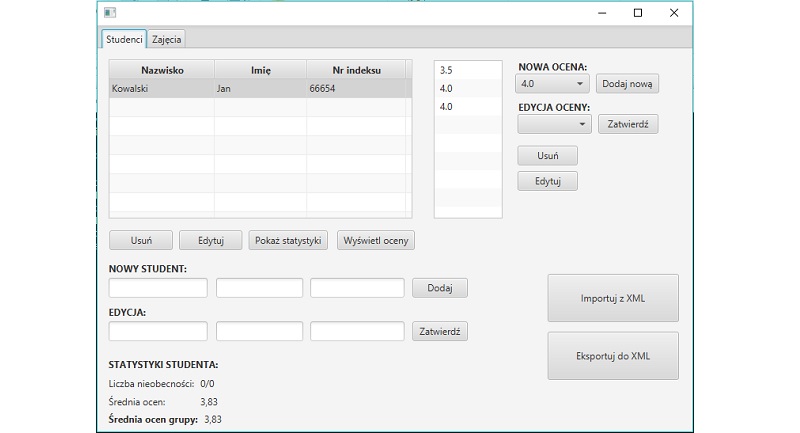 Studenci Zajęcia
Nazwisko Imię Nr indeksu
Kowalski Jan 66654
3.5
4.0
4.0
NOWA OCENA:
4.0 Dodaj nową
EDYCJA OCENY:
Zatwierdź
Usuń
Edytuj
Usuń Edytuj Pokaż statystyki Wyświetl oceny
NOWY STUDENT:
Dodaj
EDYCJA:
Zatwierdź
Importuj z XML
Eksportuj do XML
STATYSTYKI STUDENTA:
Liczba nieobecności: 0/0
Średnia ocen: 3,83
Średnia ocen grupy: 3,83